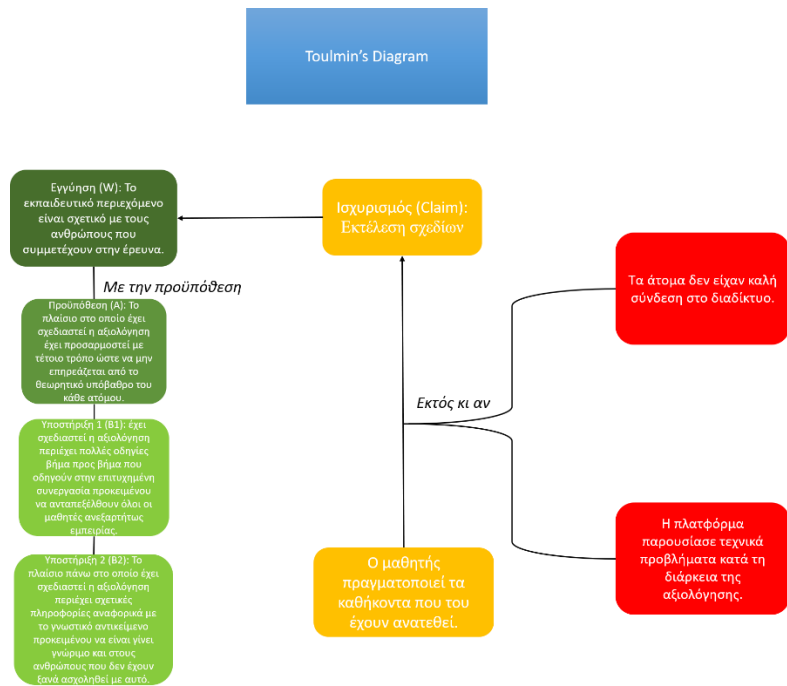 Toulmin's Diagram
Εγγύηση (W): Το
εκπαιδευτικό περιεχόμενο
είναι σχετικό με τους
ανθρώπους που
συμμετέχουν στην έρευνα.
Με την προϋπόθεση
Προϋπόθεση (Α): Το
πλαίσιο στο οποίο έχει
σχεδιαστεί η αξιολόγηση
έχει προσαρμοστεί με
τέτοιο τρόπο ώστε να μην
επηρεάζεται από το
θεωρητικό υπόβαθρο του
κάθε ατόμου.
Υποστήριξη 1 (Β1): έχει
σχεδιαστεί η αξιολόγηση
περιέχει πολλές οδηγίες
βήμα προς βήμα που
οδηγούν στην επιτυχημένη
συνεργασία προκειμένου
να ανταπεξέλθουν όλοι οι
μαθητές ανεξαρτήτως
εμπειρίας.
Υποστήριξη 2 (Β2): Το
πλαίσιο πάνω στο οποίο έχει
σχεδιαστεί η αξιολόγηση
περιέχει σχετικές
πληροφορίες αναφορικά με
το γνωστικό αντικείμενο
προκειμένου να είναι γίνει
γνώριμο και στους
ανθρώπους που δεν έχουν
ξανά ασχοληθεί με αυτό.
Ισχυρισμός (Claim):
Εκτέλεση σχεδίων
Εκτός κι αν
Ο μαθητής
πραγματοποιεί τα
καθήκοντα που του
έχουν ανατεθεί.
Τα άτομα δεν είχαν καλή
σύνδεση στο διαδίκτυο.
Η πλατφόρμα
παρουσίασε τεχνικά
προβλήματα κατά τη
διάρκεια της
αξιολόγησης.